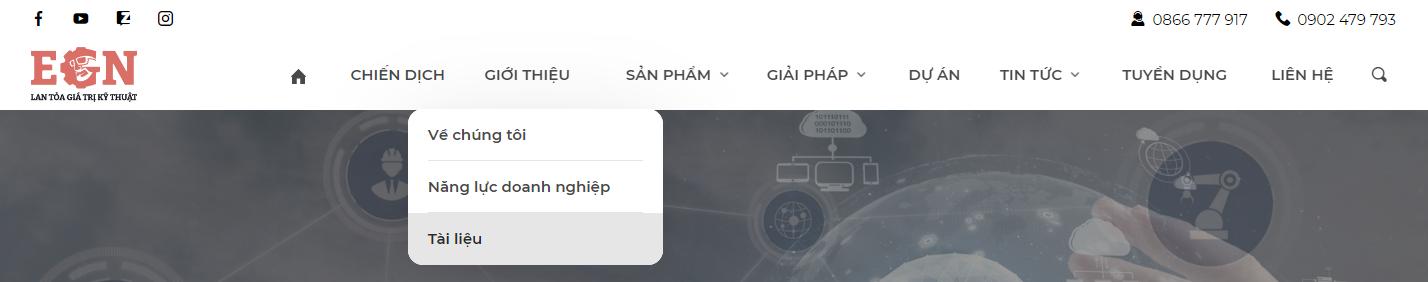 0866 777 917
0902 479 793
EGN
LAN TỎA GIÁ TRỊ KỸ THUẬT
CHIẾN DỊCH
GIỚI THIỆU
SẢN PHẨM
GIẢI PHÁP
DỰ ÁN
TIN TỨC
TUYỂN DỤNG
LIÊN HỆ
Về chúng tôi
Năng lực doanh nghiệp
Tài liệu
101110111
000101110
101101100